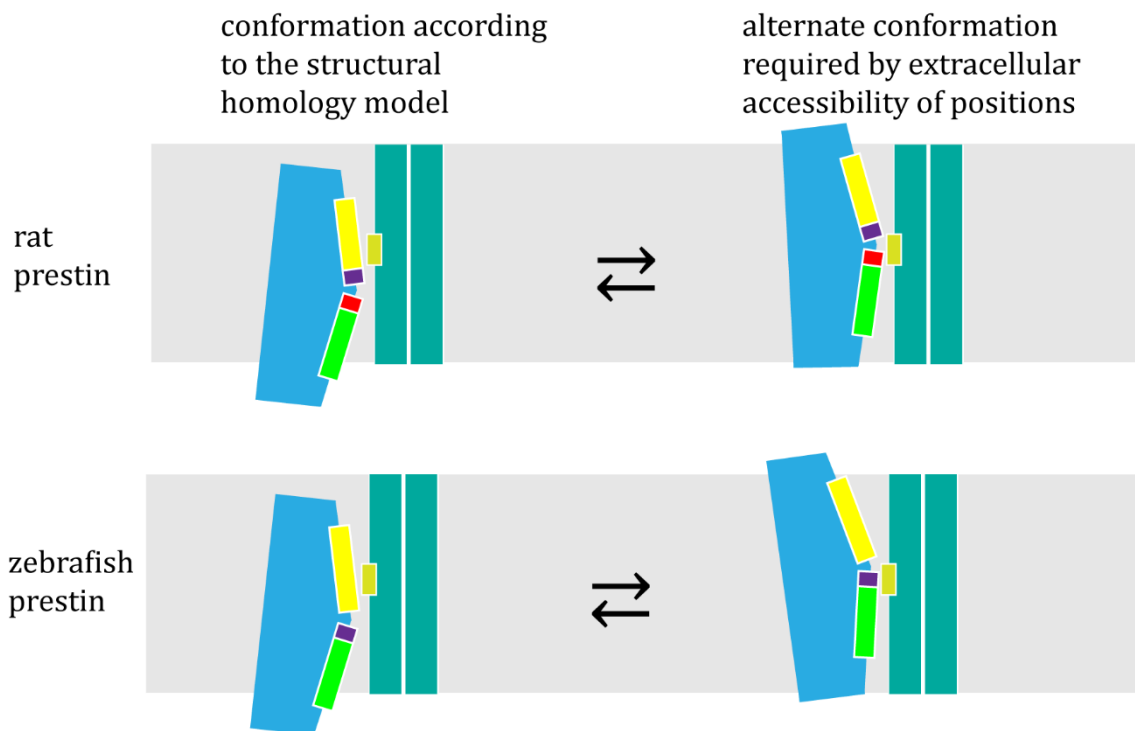 conformation according
to the structural
homology model
alternate conformation
required by extracellular
accessibility of positions
rat
prestin
zebrafish
prestin